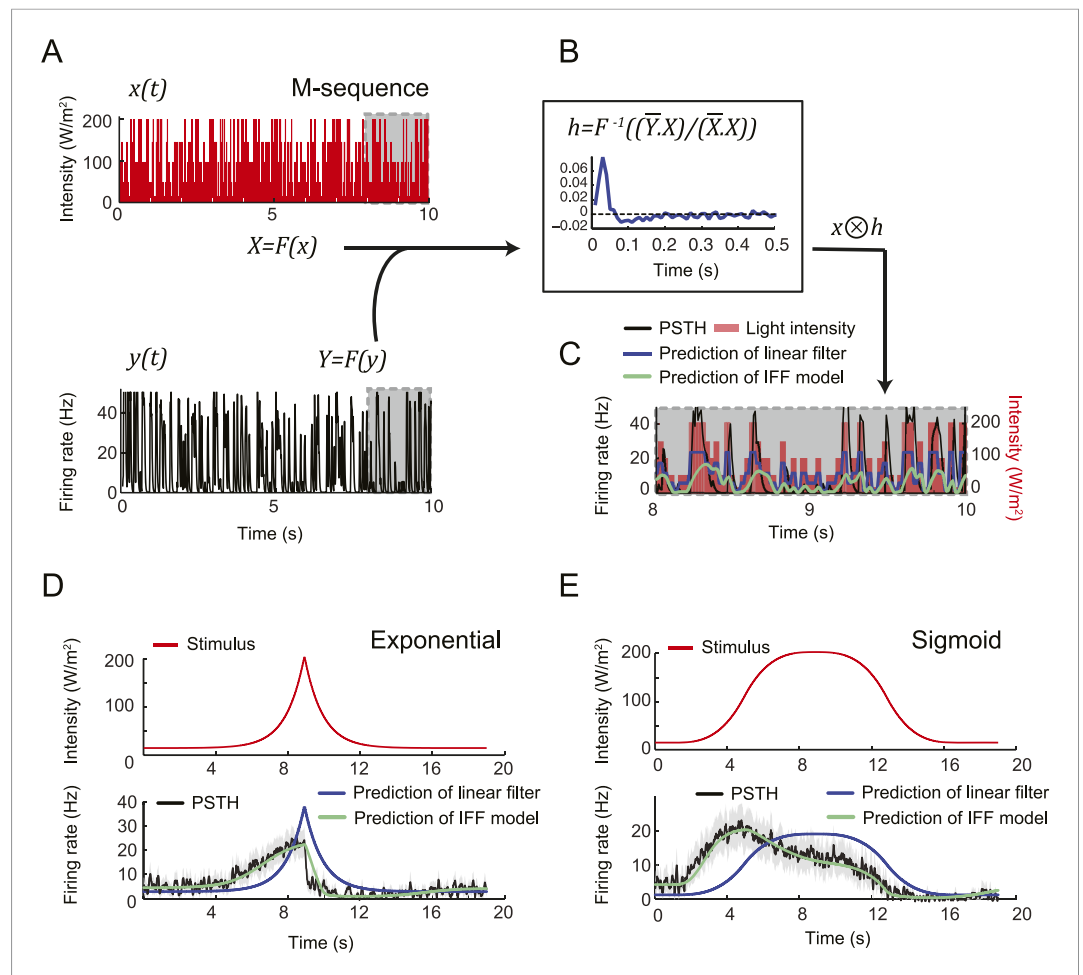 A
x(t)
M-sequence
Intensity (W/m²)
200
100
0
0
5
10
X=F(x)
y(t)
Y=F(y)
Firing rate (Hz)
40
20
0
0
5
10
Time (s)
B
h=F⁻¹((Y̅.X)/(X̅.X))
0.06
0.04
0.02
0
−0.02
0
0.1
0.2
0.3
0.4
0.5
Time (s)
x⊗h
C
PSTH
Light intensity
Prediction of linear filter
Prediction of IFF model
Firing rate (Hz)
40
20
0
200
100
0
Intensity (W/m²)
8
9
10
Time (s)
D
Exponential
Stimulus
Intensity (W/m²)
200
100
4
8
12
16
20
PSTH
Prediction of linear filter
Prediction of IFF model
Firing rate (Hz)
40
30
20
10
0
4
8
12
16
20
Time (s)
E
Sigmoid
Stimulus
Intensity (W/m²)
200
100
0
4
8
12
16
20
PSTH
Prediction of linear filter
Prediction of IFF model
Firing rate (Hz)
20
10
0
0
4
8
12
16
20
Time (s)